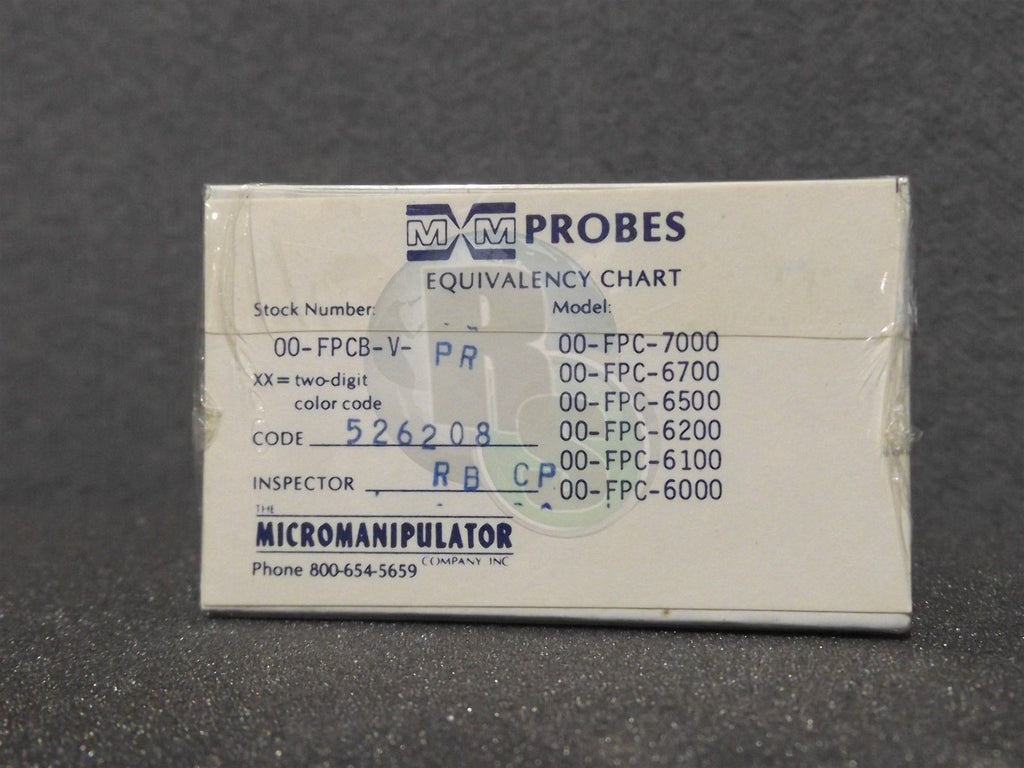 MM PROBES
EQUIVALENCY CHART
Stock Number:
00-FPCB-V- PR
XX = two-digit
color code
CODE 526208
INSPECTOR RB CP
Model:
00-FPC-7000
00-FPC-6700
00-FPC-6500
00-FPC-6200
00-FPC-6100
00-FPC-6000
THE
MICROMANIPULATOR
COMPANY INC
Phone 800-654-5659